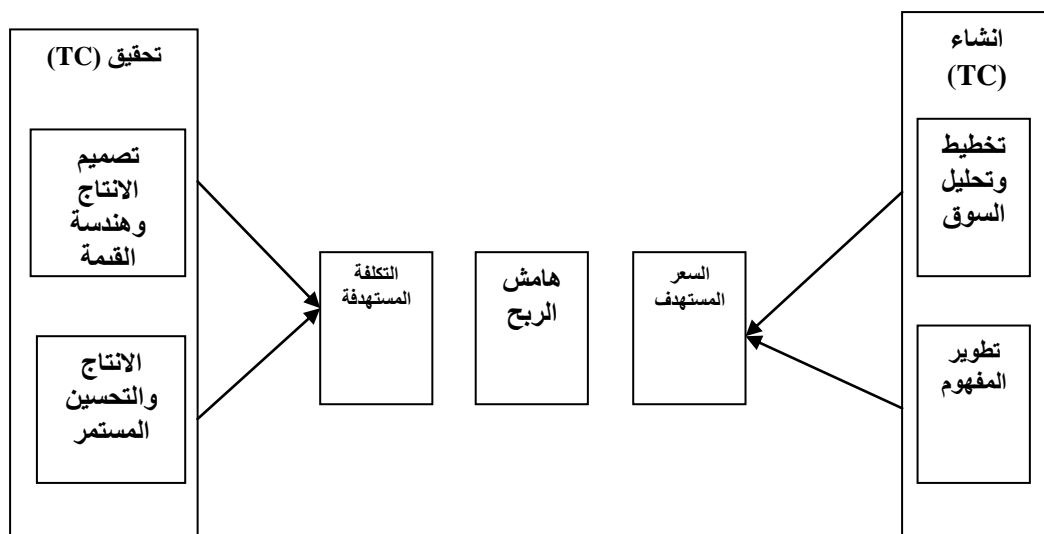 انشاء
(TC)
تخطيط
وتحليل
السوق
تطوير
المفهوم
السعر
المستهدف
هامش
الربح
التكلفة
المستهدفة
تحقيق (TC)
تصميم
الانتاج
وهندسة
القيمة
الانتاج
والتحسين
المستمر